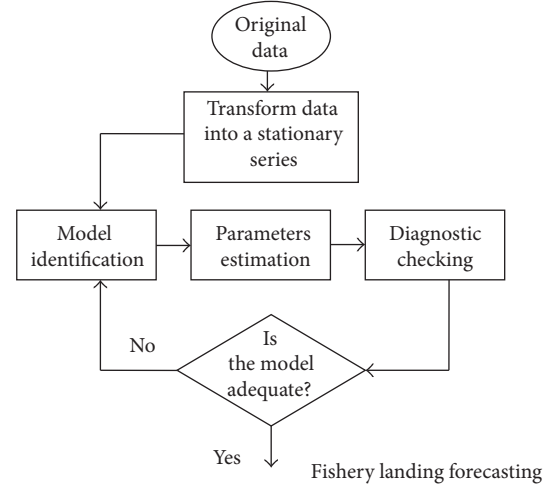 Original
data
Transform data
into a stationary
series
Model
identification
Parameters
estimation
Diagnostic
checking
Is
the model
adequate?
No
Yes
Fishery landing forecasting